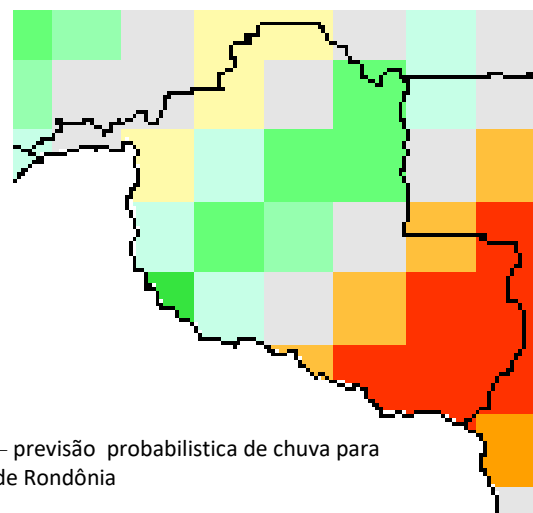 – previsão probabilistica de chuva para
de Rondônia